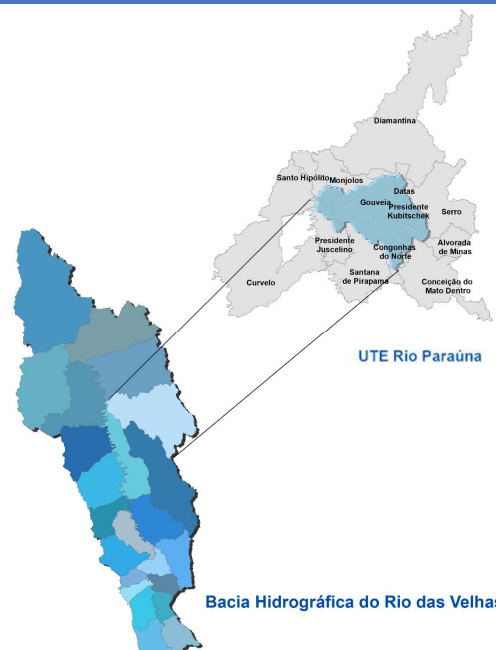 Diamantina
Santo Hipólito
Monjolos
Datas
Gouveia
Presidente
Kubitschek
Serro
Presidente
Juscelino
Congonhas
do Norte
Alvorada
de Minas
Curvelo
Santana
de Pirapama
Conceição do
Mato Dentro
UTE Rio Paraúna
Bacia Hidrográfica do Rio das Velhas